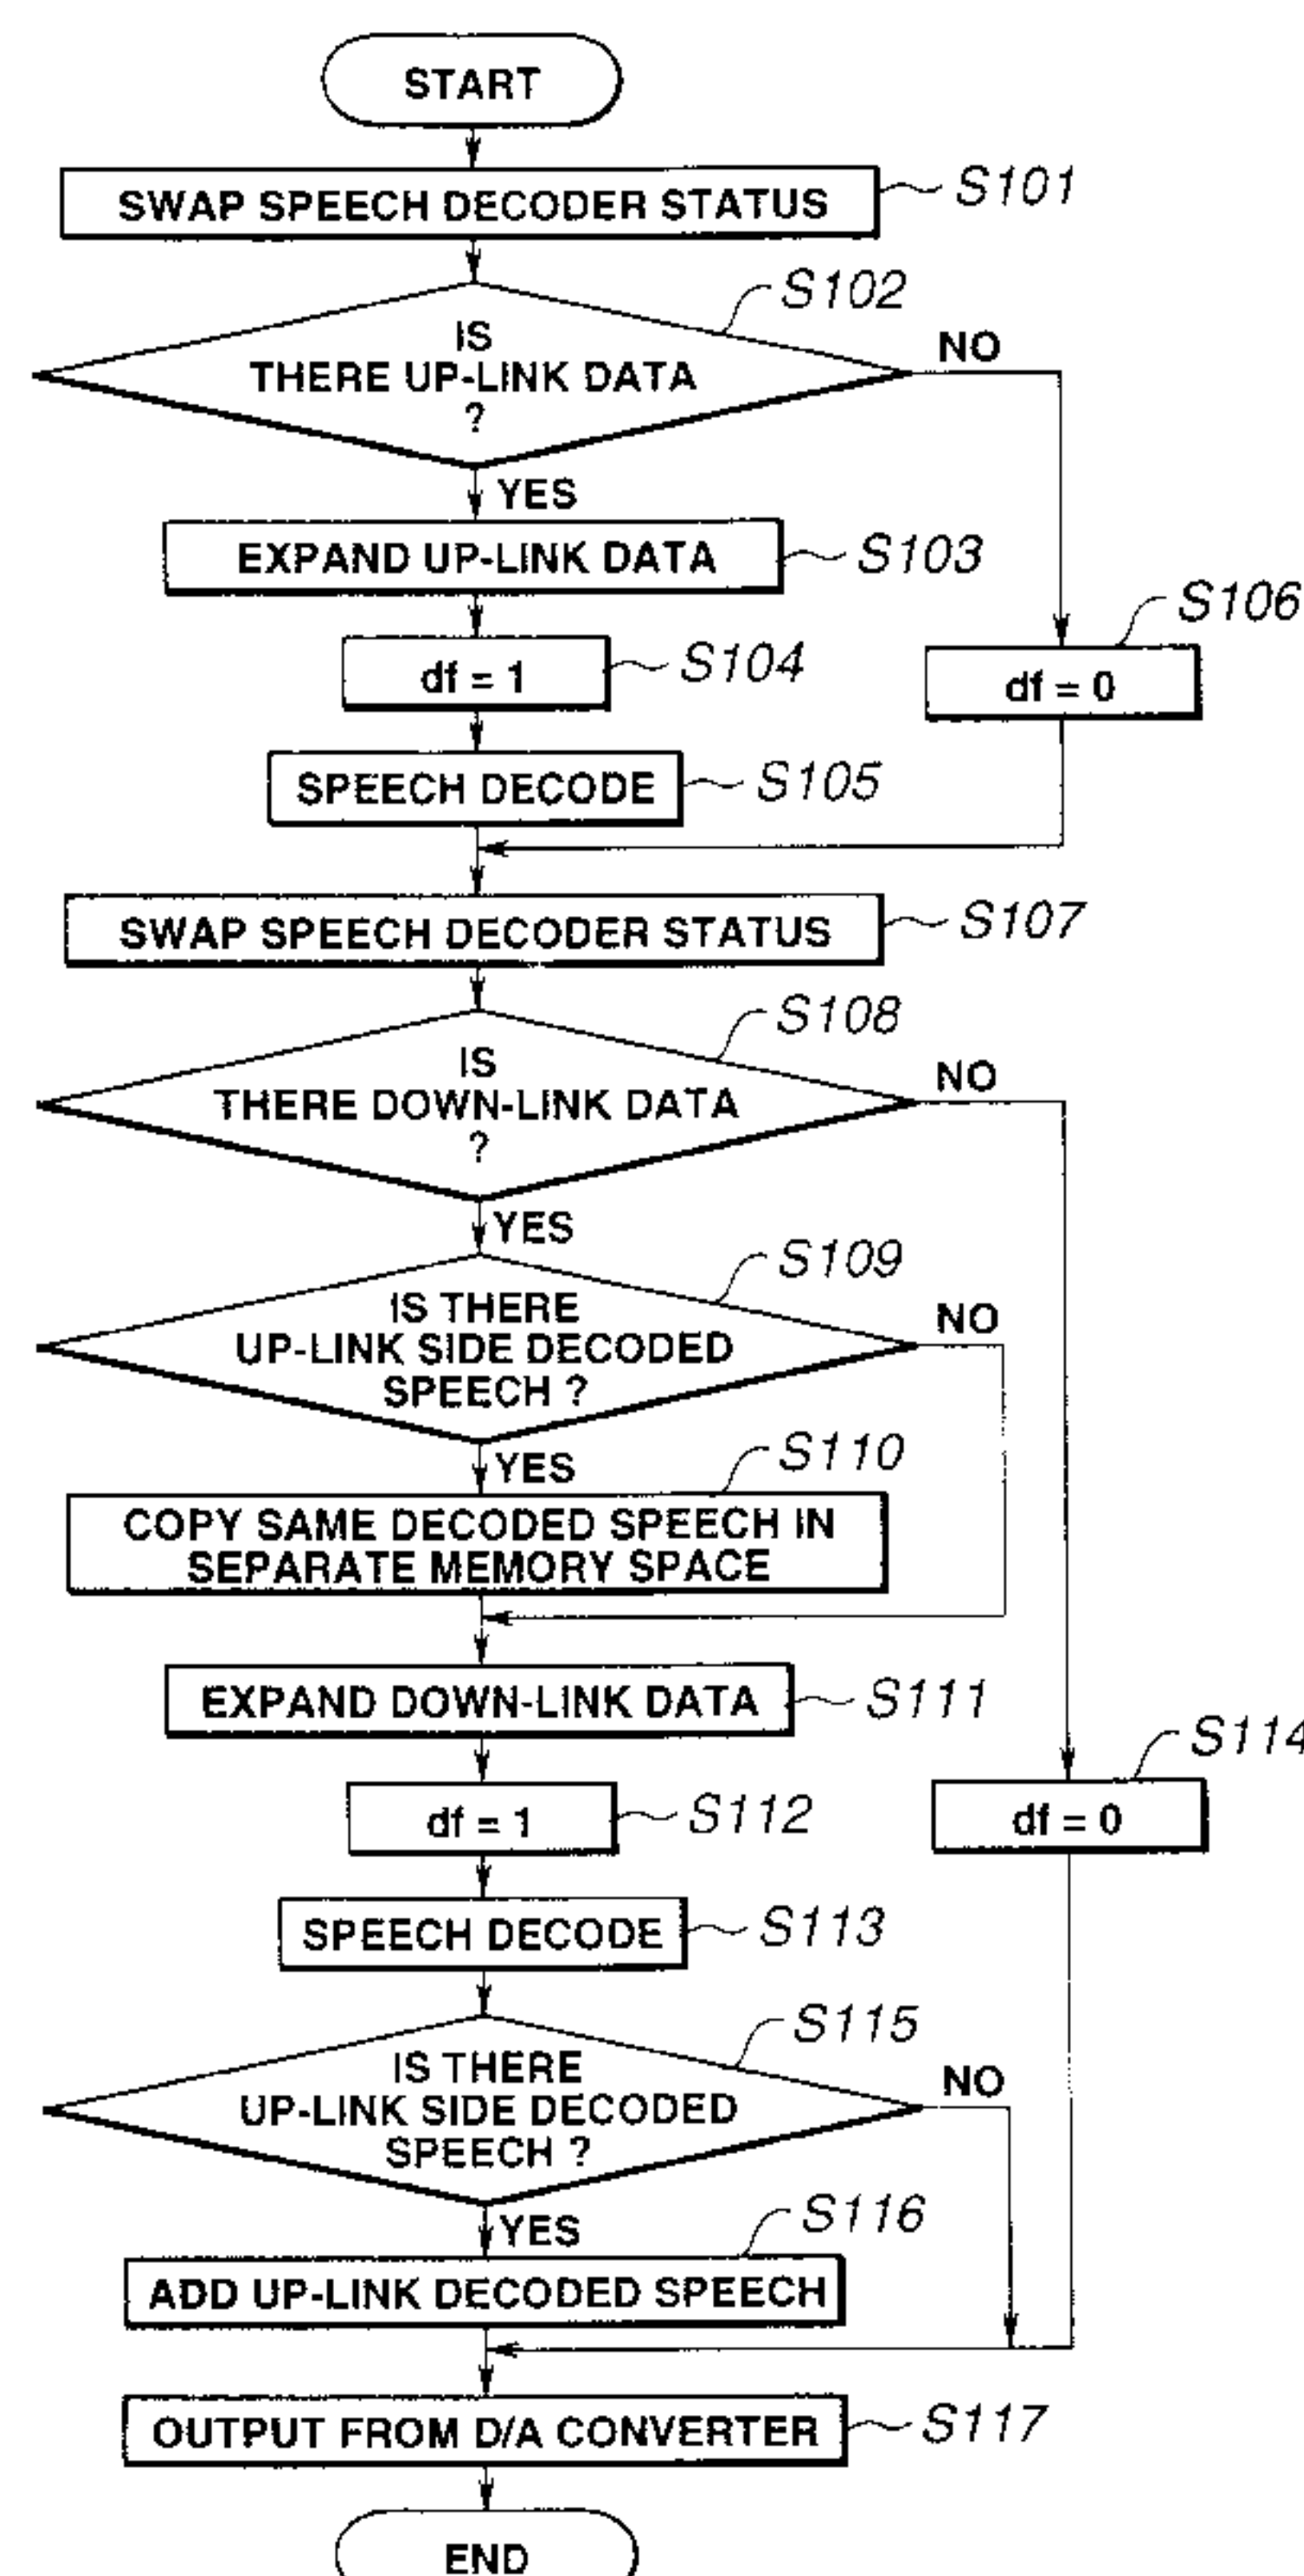 START
SWAP SPEECH DECODER STATUS
S101
S102
IS
THERE UP-LINK DATA
?
NO
YES
EXPAND UP-LINK DATA
S103
S106
df = 1
S104
df = 0
SPEECH DECODE
S105
SWAP SPEECH DECODER STATUS
S107
S108
IS
THERE DOWN-LINK DATA
?
NO
YES
S109
IS THERE
UP-LINK SIDE DECODED
SPEECH ?
NO
YES
S110
COPY SAME DECODED SPEECH IN
SEPARATE MEMORY SPACE
EXPAND DOWN-LINK DATA
S111
S114
df = 1
S112
df = 0
SPEECH DECODE
S113
S115
IS THERE
UP-LINK SIDE DECODED
SPEECH ?
NO
YES
S116
ADD UP-LINK DECODED SPEECH
OUTPUT FROM D/A CONVERTER
S117
END